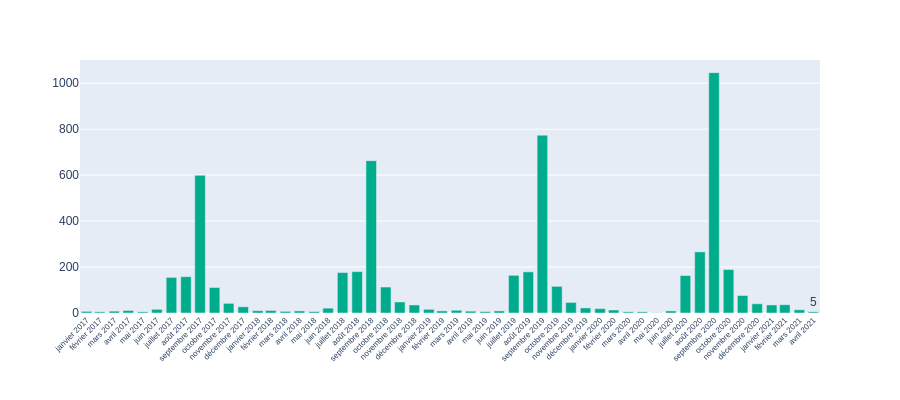 1000
800
600
400
200
0
5
janvier 2017
février 2017
mars 2017
avril 2017
mai 2017
juin 2017
juillet 2017
août 2017
septembre 2017
octobre 2017
novembre 2017
décembre 2017
janvier 2018
février 2018
mars 2018
avril 2018
mai 2018
juin 2018
juillet 2018
août 2018
septembre 2018
octobre 2018
novembre 2018
décembre 2018
janvier 2019
février 2019
mars 2019
avril 2019
mai 2019
juin 2019
juillet 2019
août 2019
septembre 2019
octobre 2019
novembre 2019
décembre 2019
janvier 2020
février 2020
mars 2020
avril 2020
mai 2020
juin 2020
juillet 2020
août 2020
septembre 2020
octobre 2020
novembre 2020
décembre 2020
janvier 2021
février 2021
mars 2021
avril 2021